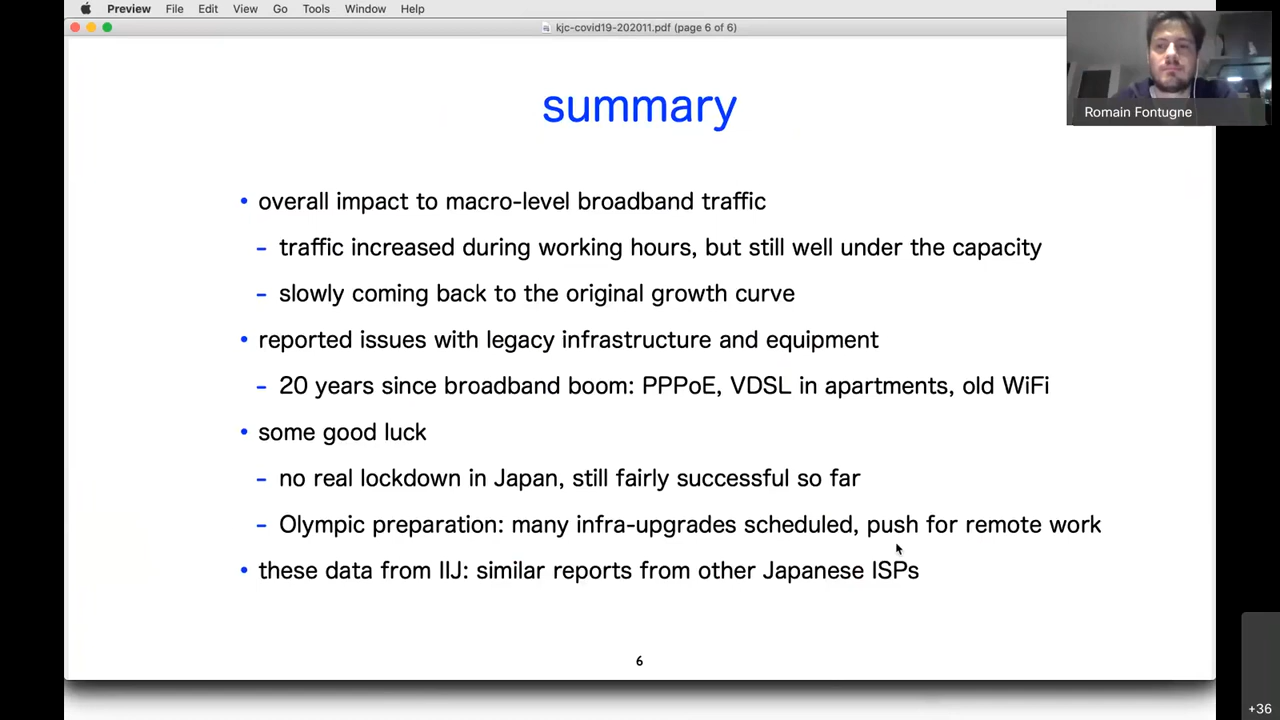 Preview File Edit View Go Tools Window Help
kjc-covid19-202011.pdf (page 6 of 6)
Romain Fontugne
summary
• overall impact to macro-level broadband traffic
– traffic increased during working hours, but still well under the capacity
– slowly coming back to the original growth curve
• reported issues with legacy infrastructure and equipment
– 20 years since broadband boom: PPPoE, VDSL in apartments, old WiFi
• some good luck
– no real lockdown in Japan, still fairly successful so far
– Olympic preparation: many infra-upgrades scheduled, push for remote work
• these data from IIJ: similar reports from other Japanese ISPs
6
+36